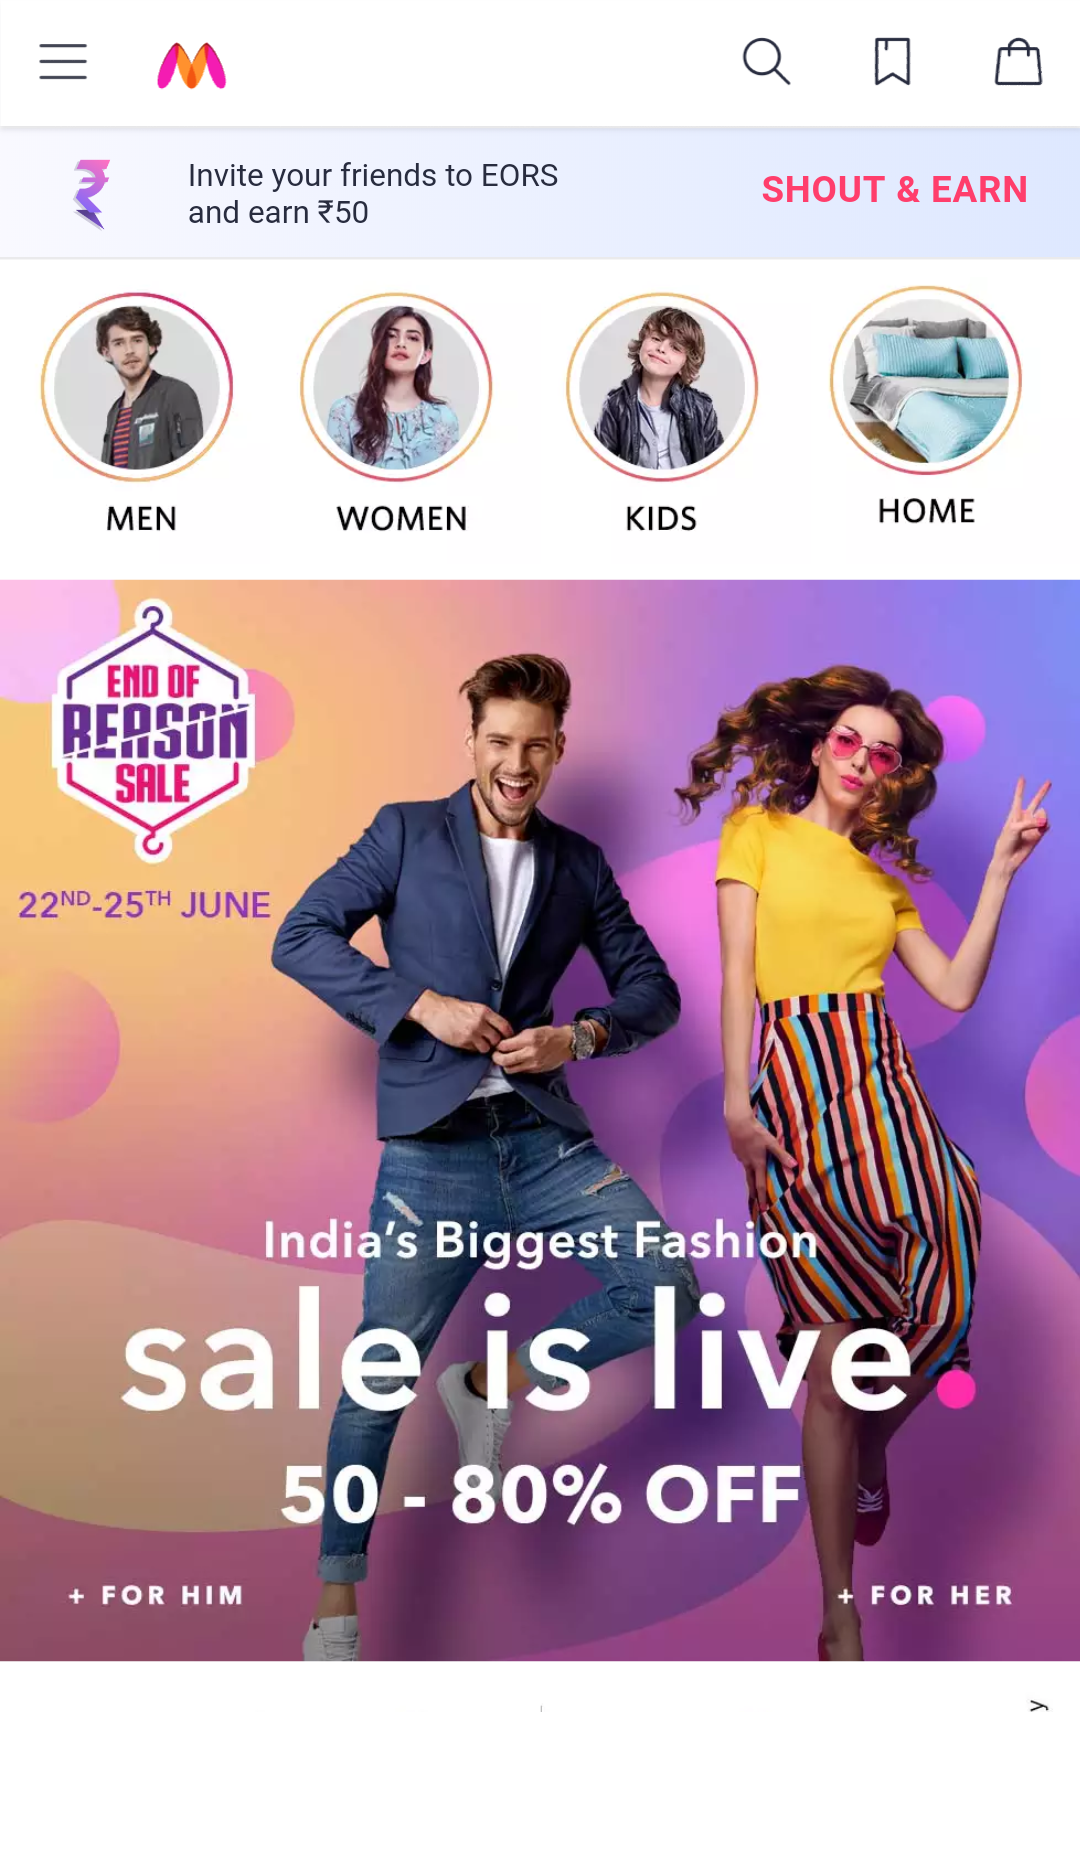 Invite your friends to EORS
and earn ₹50
SHOUT & EARN
MEN
WOMEN
KIDS
HOME
END OF
REASON
SALE
22ND-25TH JUNE
India's Biggest Fashion
sale is live.
50 - 80% OFF
+ FOR HIM
+ FOR HER